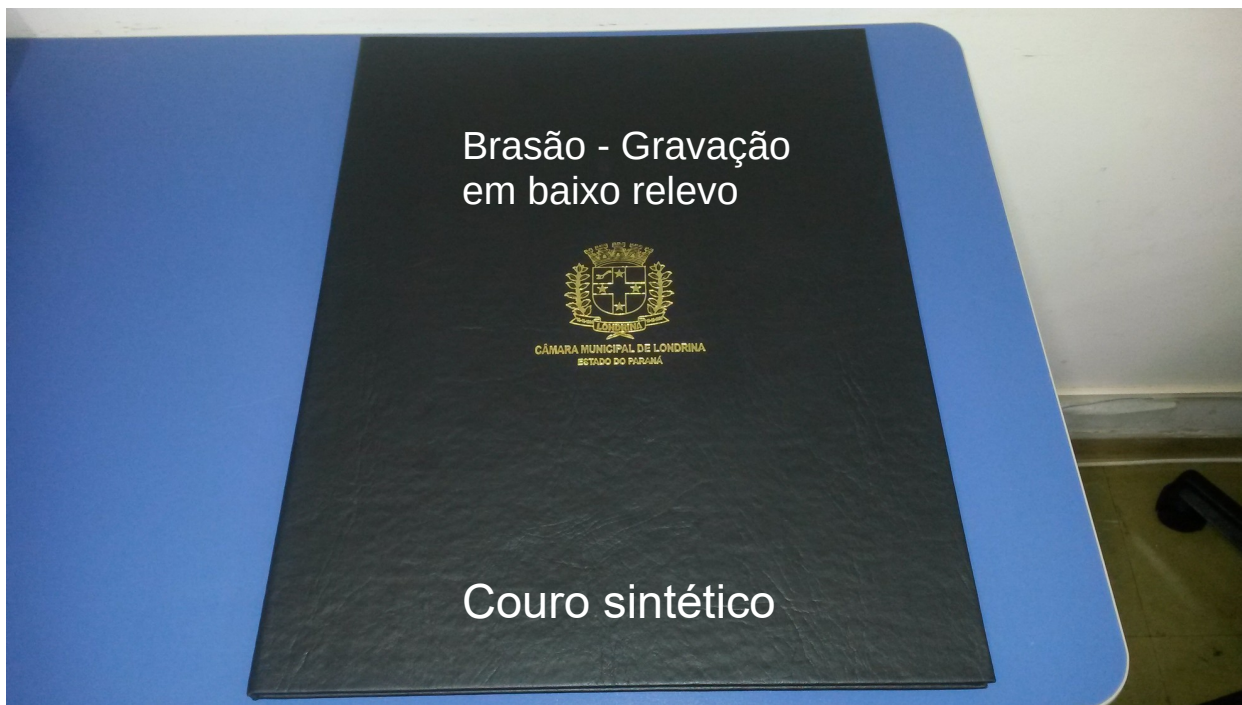 Brasão - Gravação
em baixo relevo
LONDRINA
CÂMARA MUNICIPAL DE LONDRINA
ESTADO DO PARANÁ
Couro sintético